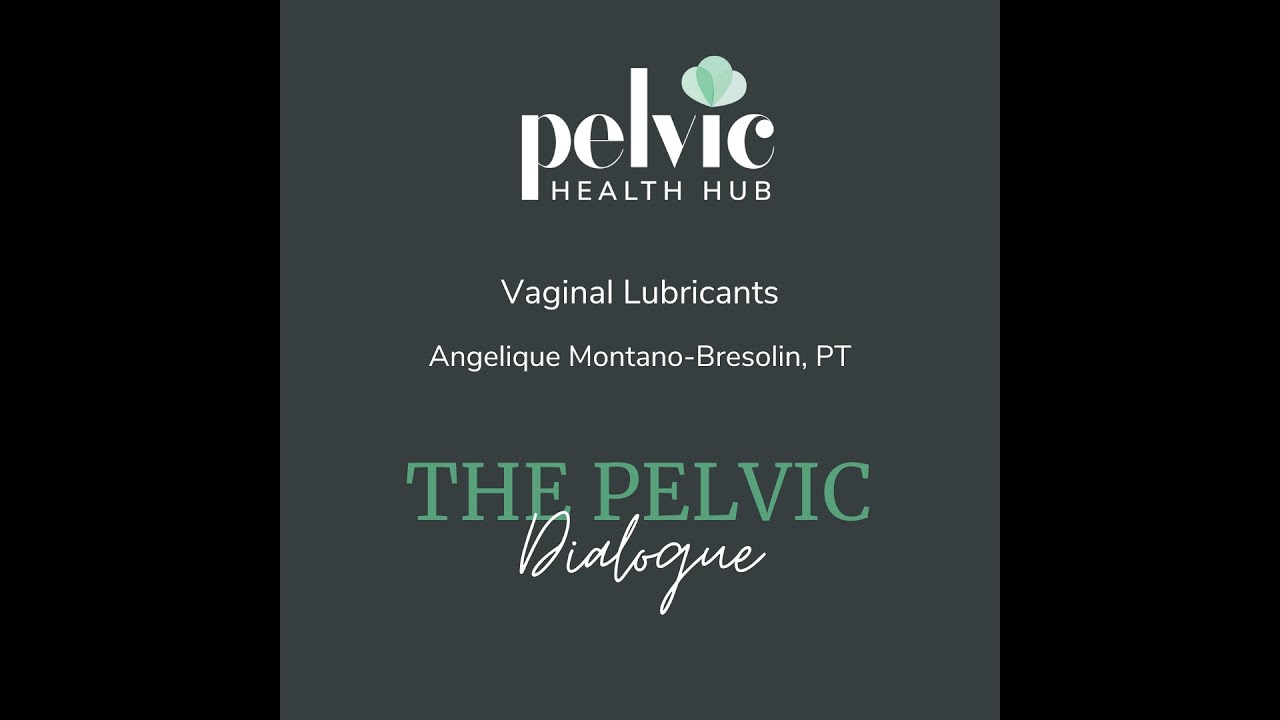 pelvic
HEALTH HUB
Vaginal Lubricants
Angelique Montano-Bresolin, PT
THE PELVIC
Dialogue